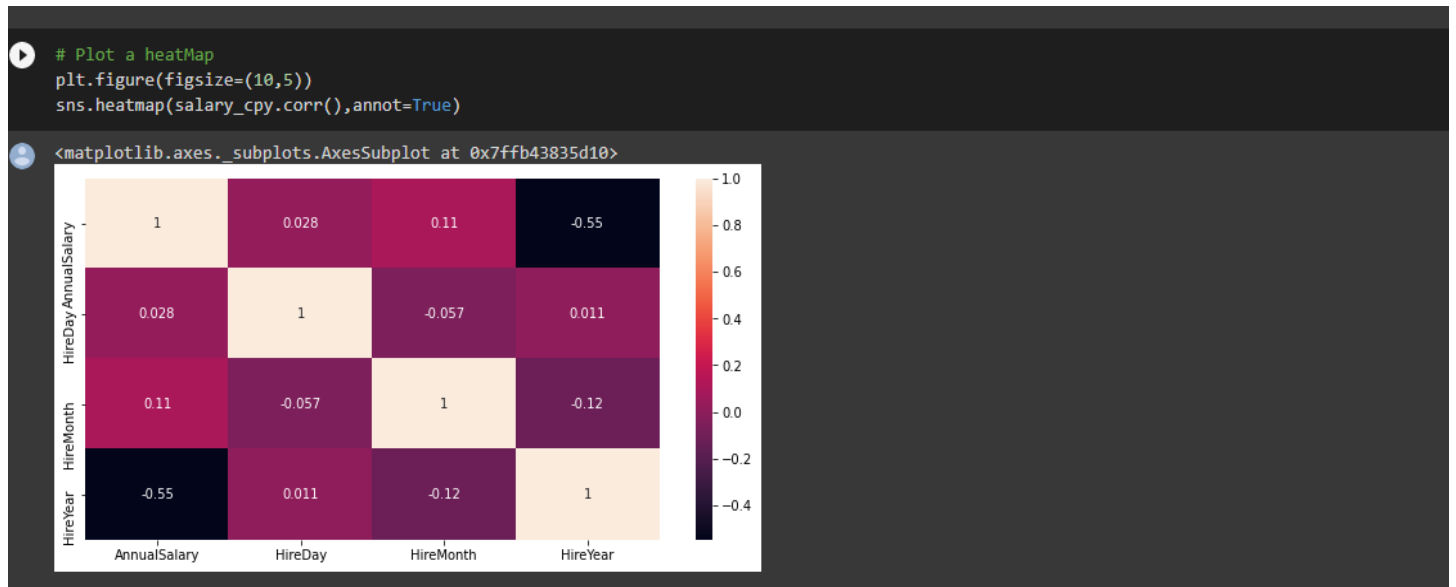 # Plot a heatMap
plt.figure(figsize=(10,5))
sns.heatmap(salary_cpy.corr(),annot=True)
<matplotlib.axes._subplots.AxesSubplot at 0x7ffb43835d10>
AnnualSalary 1 0.028 0.11 -0.55
HireDay 0.028 1 -0.057 0.011
HireMonth 0.11 -0.057 1 -0.12
HireYear -0.55 0.011 -0.12 1
AnnualSalary HireDay HireMonth HireYear
1.0
0.8
0.6
0.4
0.2
0.0
−0.2
−0.4